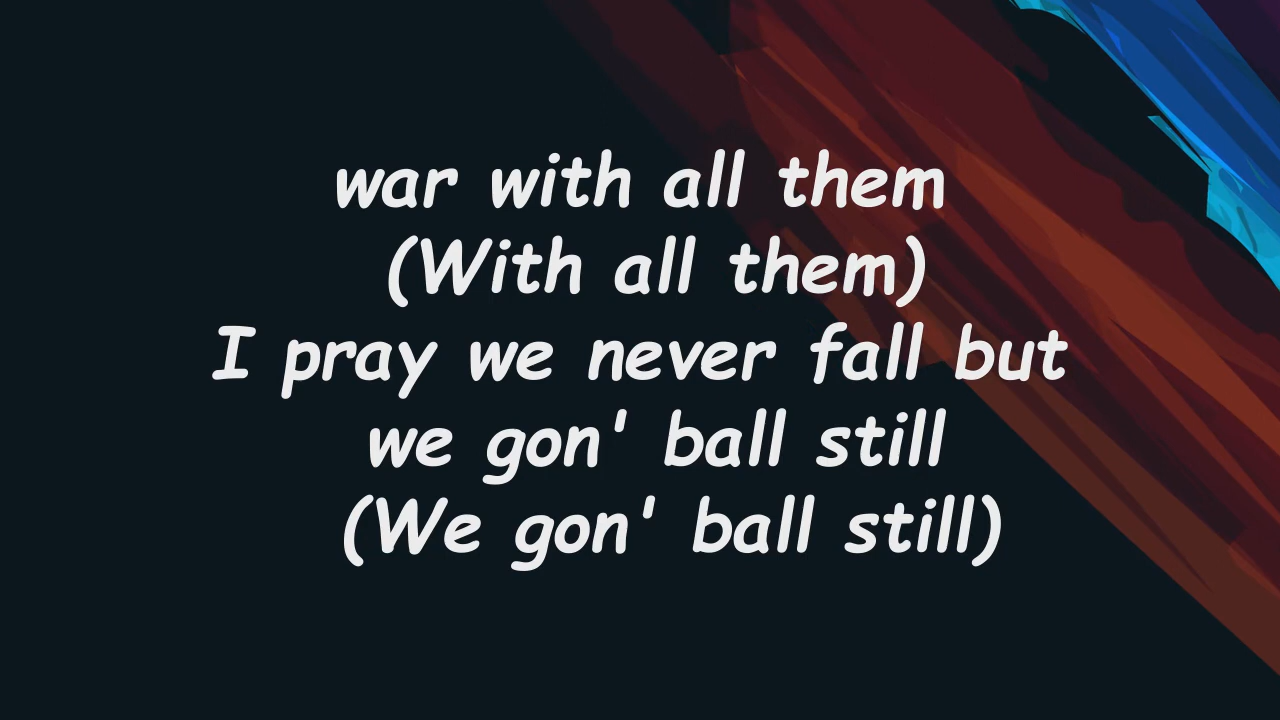 war with all them
(With all them)
I pray we never fall but
we gon' ball still
(We gon' ball still)